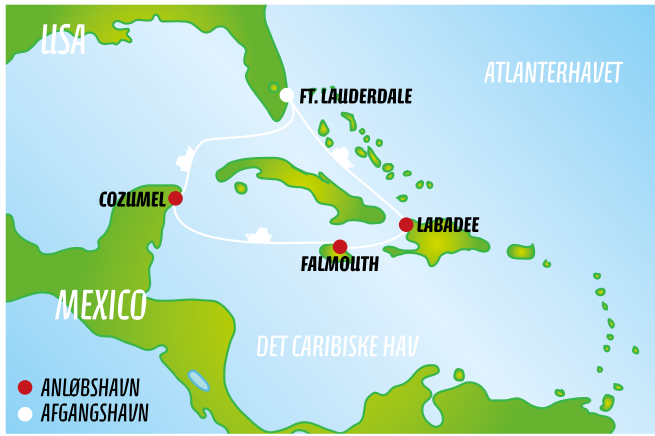 USA
ATLANTERHAVET
FT. LAUDERDALE
COZUMEL
LABADEE
FALMOUTH
MEXICO
DET CARIBISKE HAV
ANLØBSHAVN
AFGANGSHAVN